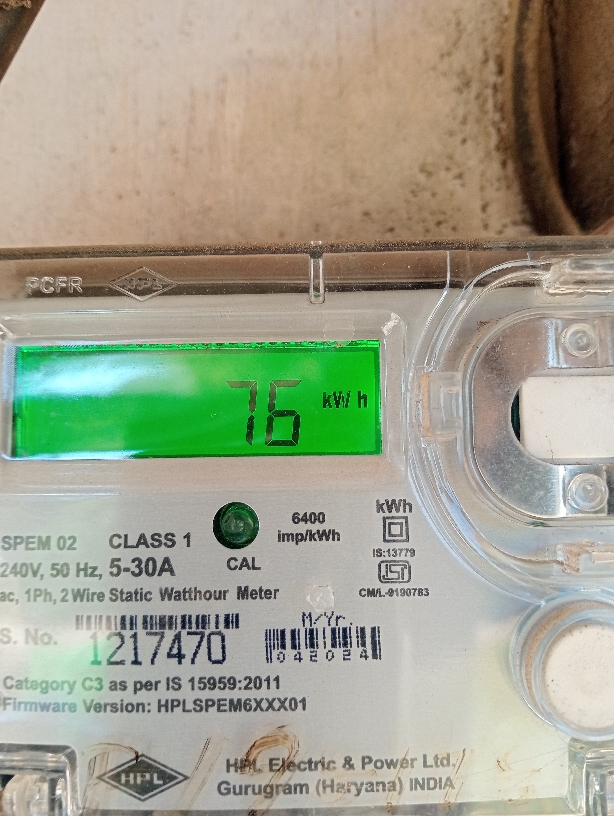 PCFR HPL
76 kWh
6400
imp/kWh
kWh
IS:13779
CM/L-9190783
SPEM 02 CLASS 1
CAL
240V, 50 Hz, 5-30A
ac, 1Ph, 2 Wire Static Watthour Meter
S. No. 1217470
M/Yr.
042024
Category C3 as per IS 15959:2011
Firmware Version: HPLSPEM6XXX01
HPL
HPL Electric & Power Ltd.
Gurugram (Haryana) INDIA